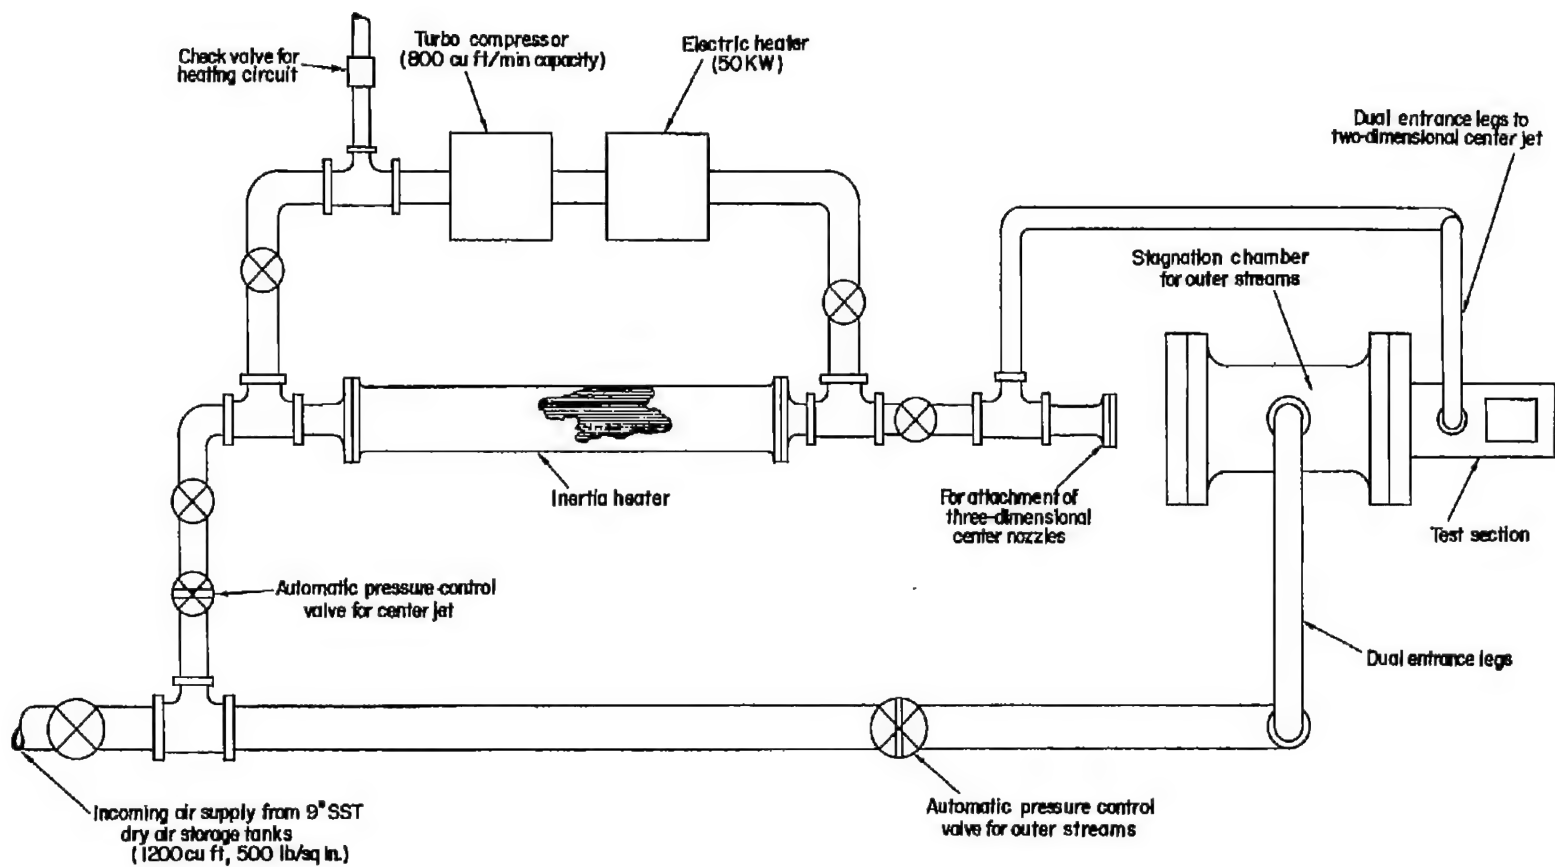 Check valve for
heating circuit
Turbo compressor
(800 cu ft/min capacity)
Electric heater
(50 KW)
Dual entrance legs to
two-dimensional center jet
Stagnation chamber
for outer streams
Inertia heater
For attachment of
three-dimensional
center nozzles
Test section
Automatic pressure control
valve for center jet
Dual entrance legs
Incoming air supply from 9" SST
dry air storage tanks
(1200 cu ft, 500 lb/sq in.)
Automatic pressure control
valve for outer streams